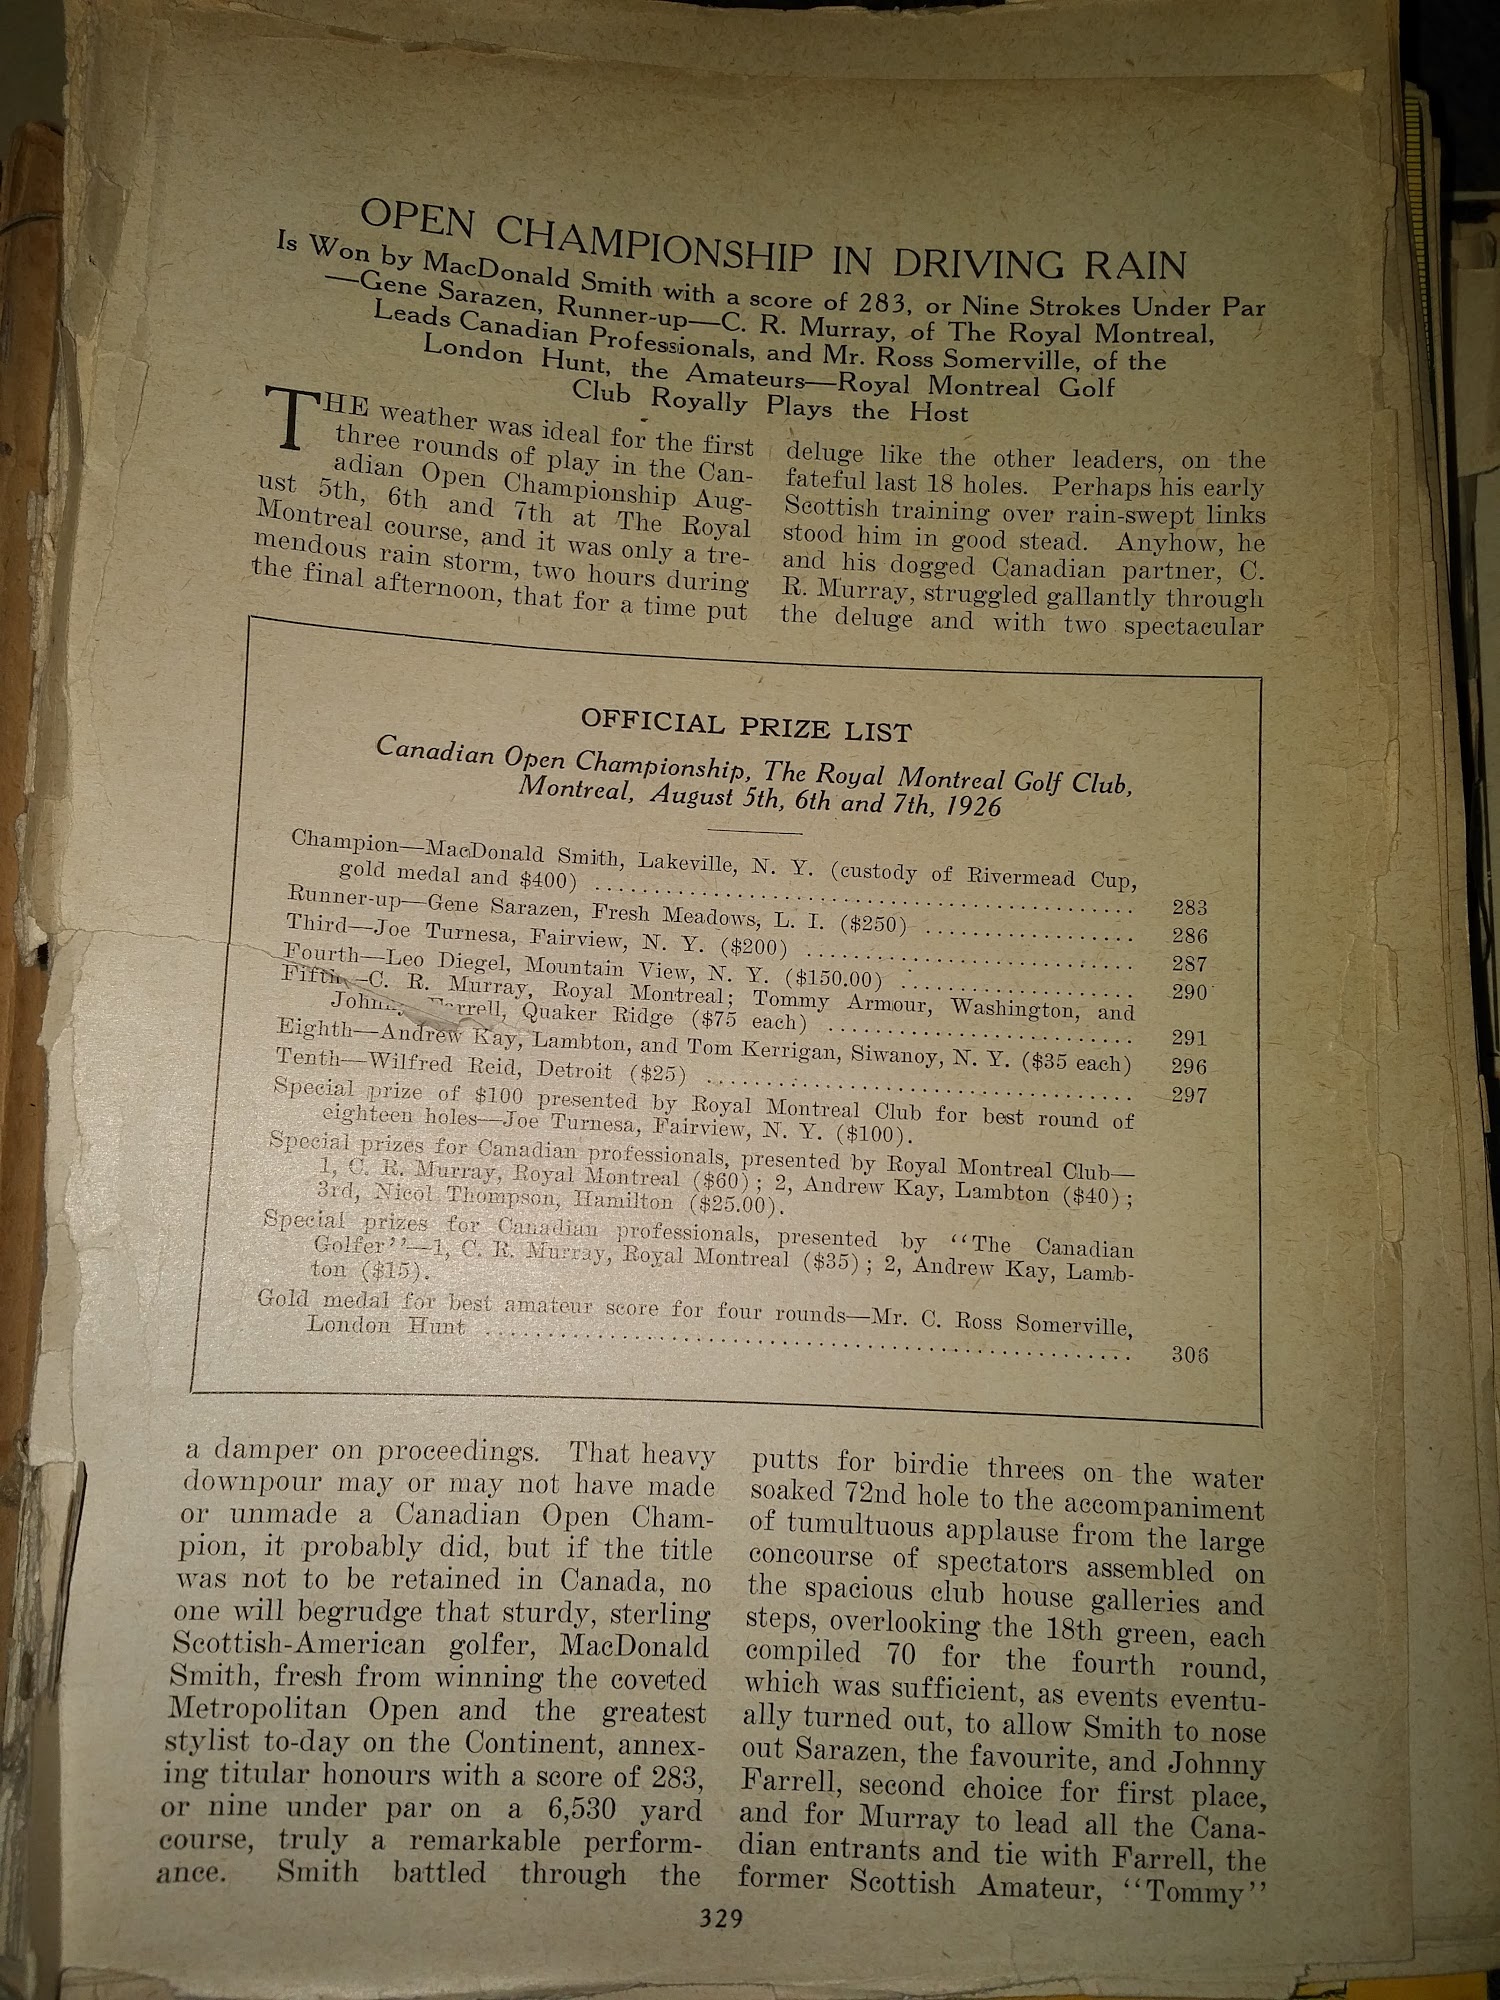 OPEN CHAMPIONSHIP IN DRIVING RAIN
Is Won by MacDonald Smith with a score of 283, or Nine Strokes Under Par
—Gene Sarazen, Runner-up—C. R. Murray, of The Royal Montreal,
Leads Canadian Professionals, and Mr. Ross Somerville, of the
London Hunt, the Amateurs—Royal Montreal Golf
Club Royally Plays the Host
THE weather was ideal for the first
three rounds of play in the Can-
adian Open Championship Aug-
ust 5th, 6th and 7th at The Royal
Montreal course, and it was only a tre-
mendous rain storm, two hours during
the final afternoon, that for a time put
deluge like the other leaders, on the
fateful last 18 holes. Perhaps his early
Scottish training over rain-swept links
stood him in good stead. Anyhow, he
and his dogged Canadian partner, C.
R. Murray, struggled gallantly through
the deluge and with two spectacular
OFFICIAL PRIZE LIST
Canadian Open Championship, The Royal Montreal Golf Club,
Montreal, August 5th, 6th and 7th, 1926
Champion—MacDonald Smith, Lakeville, N. Y. (custody of Rivermead Cup,
gold medal and $400) .......... 283
Runner-up—Gene Sarazen, Fresh Meadows, L. I. ($250) .......... 286
Third—Joe Turnesa, Fairview, N. Y. ($200) .......... 287
Fourth—Leo Diegel, Mountain View, N. Y. ($150.00) .......... 290
Fifth—C. R. Murray, Royal Montreal; Tommy Armour, Washington, and
Johnny Farrell, Quaker Ridge ($75 each) .......... 291
Eighth—Andrew Kay, Lambton, and Tom Kerrigan, Siwanoy, N. Y. ($35 each) 296
Tenth—Wilfred Reid, Detroit ($25) .......... 297
Special prize of $100 presented by Royal Montreal Club for best round of
eighteen holes—Joe Turnesa, Fairview, N. Y. ($100).
Special prizes for Canadian professionals, presented by Royal Montreal Club—
1, C. R. Murray, Royal Montreal ($60); 2, Andrew Kay, Lambton ($40);
3rd, Nicol Thompson, Hamilton ($25.00).
Special prizes for Canadian professionals, presented by ‘‘The Canadian
Golfer’’—1, C. R. Murray, Royal Montreal ($35); 2, Andrew Kay, Lamb-
ton ($15).
Gold medal for best amateur score for four rounds—Mr. C. Ross Somerville,
London Hunt .......... 306
a damper on proceedings. That heavy
downpour may or may not have made
or unmade a Canadian Open Cham-
pion, it probably did, but if the title
was not to be retained in Canada, no
one will begrudge that sturdy, sterling
Scottish-American golfer, MacDonald
Smith, fresh from winning the coveted
Metropolitan Open and the greatest
stylist to-day on the Continent, annex-
ing titular honours with a score of 283,
or nine under par on a 6,530 yard
course, truly a remarkable perform-
ance. Smith battled through the
putts for birdie threes on the water
soaked 72nd hole to the accompaniment
of tumultuous applause from the large
concourse of spectators assembled on
the spacious club house galleries and
steps, overlooking the 18th green, each
compiled 70 for the fourth round,
which was sufficient, as events eventu-
ally turned out, to allow Smith to nose
out Sarazen, the favourite, and Johnny
Farrell, second choice for first place,
and for Murray to lead all the Cana-
dian entrants and tie with Farrell, the
former Scottish Amateur, ‘‘Tommy’’
329